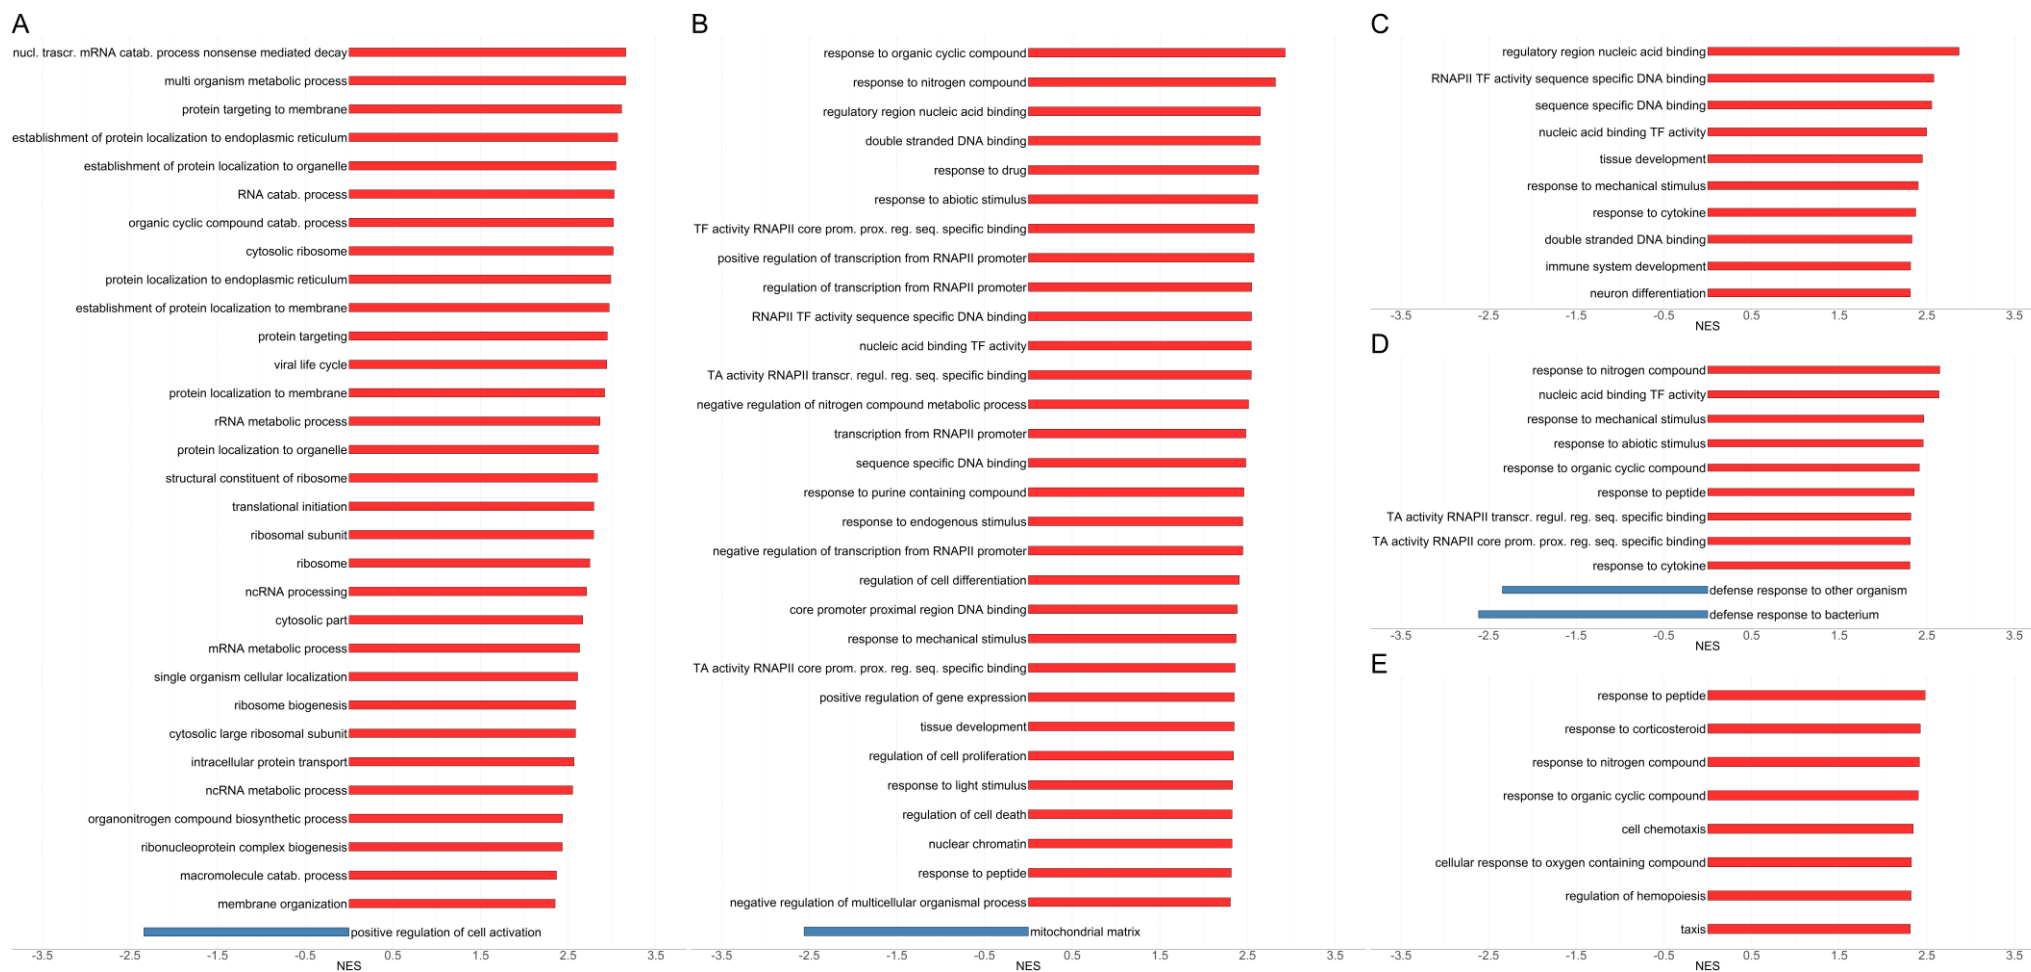 A
nucl. trascr. mRNA catab. process nonsense mediated decay
multi organism metabolic process
protein targeting to membrane
establishment of protein localization to endoplasmic reticulum
establishment of protein localization to organelle
RNA catab. process
organic cyclic compound catab. process
cytosolic ribosome
protein localization to endoplasmic reticulum
establishment of protein localization to membrane
protein targeting
viral life cycle
protein localization to membrane
rRNA metabolic process
protein localization to organelle
structural constituent of ribosome
translational initiation
ribosomal subunit
ribosome
ncRNA processing
cytosolic part
mRNA metabolic process
single organism cellular localization
ribosome biogenesis
cytosolic large ribosomal subunit
intracellular protein transport
ncRNA metabolic process
organonitrogen compound biosynthetic process
ribonucleoprotein complex biogenesis
macromolecule catab. process
membrane organization
positive regulation of cell activation
-3.5 -2.5 -1.5 -0.5 0.5 1.5 2.5 3.5
NES
B
response to organic cyclic compound
response to nitrogen compound
regulatory region nucleic acid binding
double stranded DNA binding
response to drug
response to abiotic stimulus
TF activity RNAPII core prom. prox. reg. seq. specific binding
positive regulation of transcription from RNAPII promoter
regulation of transcription from RNAPII promoter
RNAPII TF activity sequence specific DNA binding
nucleic acid binding TF activity
TA activity RNAPII transcr. regul. reg. seq. specific binding
negative regulation of nitrogen compound metabolic process
transcription from RNAPII promoter
sequence specific DNA binding
response to purine containing compound
response to endogenous stimulus
negative regulation of transcription from RNAPII promoter
regulation of cell differentiation
core promoter proximal region DNA binding
response to mechanical stimulus
TA activity RNAPII core prom. prox. reg. seq. specific binding
positive regulation of gene expression
tissue development
regulation of cell proliferation
response to light stimulus
regulation of cell death
nuclear chromatin
response to peptide
negative regulation of multicellular organismal process
mitochondrial matrix
-3.5 -2.5 -1.5 -0.5 0.5 1.5 2.5 3.5
NES
C
regulatory region nucleic acid binding
RNAPII TF activity sequence specific DNA binding
sequence specific DNA binding
nucleic acid binding TF activity
tissue development
response to mechanical stimulus
response to cytokine
double stranded DNA binding
immune system development
neuron differentiation
-3.5 -2.5 -1.5 -0.5 0.5 1.5 2.5 3.5
NES
D
response to nitrogen compound
nucleic acid binding TF activity
response to mechanical stimulus
response to abiotic stimulus
response to organic cyclic compound
response to peptide
TA activity RNAPII transcr. regul. reg. seq. specific binding
TA activity RNAPII core prom. prox. reg. seq. specific binding
response to cytokine
defense response to other organism
defense response to bacterium
-3.5 -2.5 -1.5 -0.5 0.5 1.5 2.5 3.5
NES
E
response to peptide
response to corticosteroid
response to nitrogen compound
response to organic cyclic compound
cell chemotaxis
cellular response to oxygen containing compound
regulation of hemopoiesis
taxis
-3.5 -2.5 -1.5 -0.5 0.5 1.5 2.5 3.5
NES